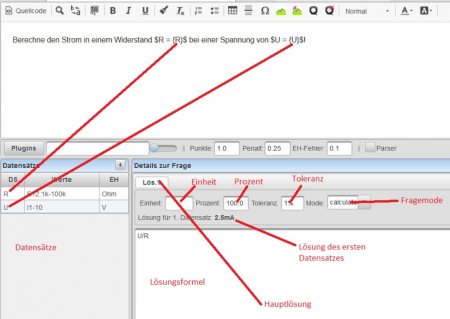 Quellcode B I U S Normal A A
Berechne den Strom in einem Widerstand $R = {R}$ bei einer Spannung von $U = {U}$!
Plugins Punkte: 1.0 Penalt: 0.25 EH-Fehler: 0.1 Parser
Datensätze
DS Werte EH
R 1k-100k Ohm
U 1-10 V
Datensätze
Details zur Frage
Lös.
Einheit Prozent Toleranz
Einheit: Prozent: 100.0 Toleranz: 1% Mode: calculate
Fragemode
Lösung für 1. Datensatz: 2.5mA
U/R
Lösung des ersten
Datensatzes
Lösungsformel
Hauptlösung